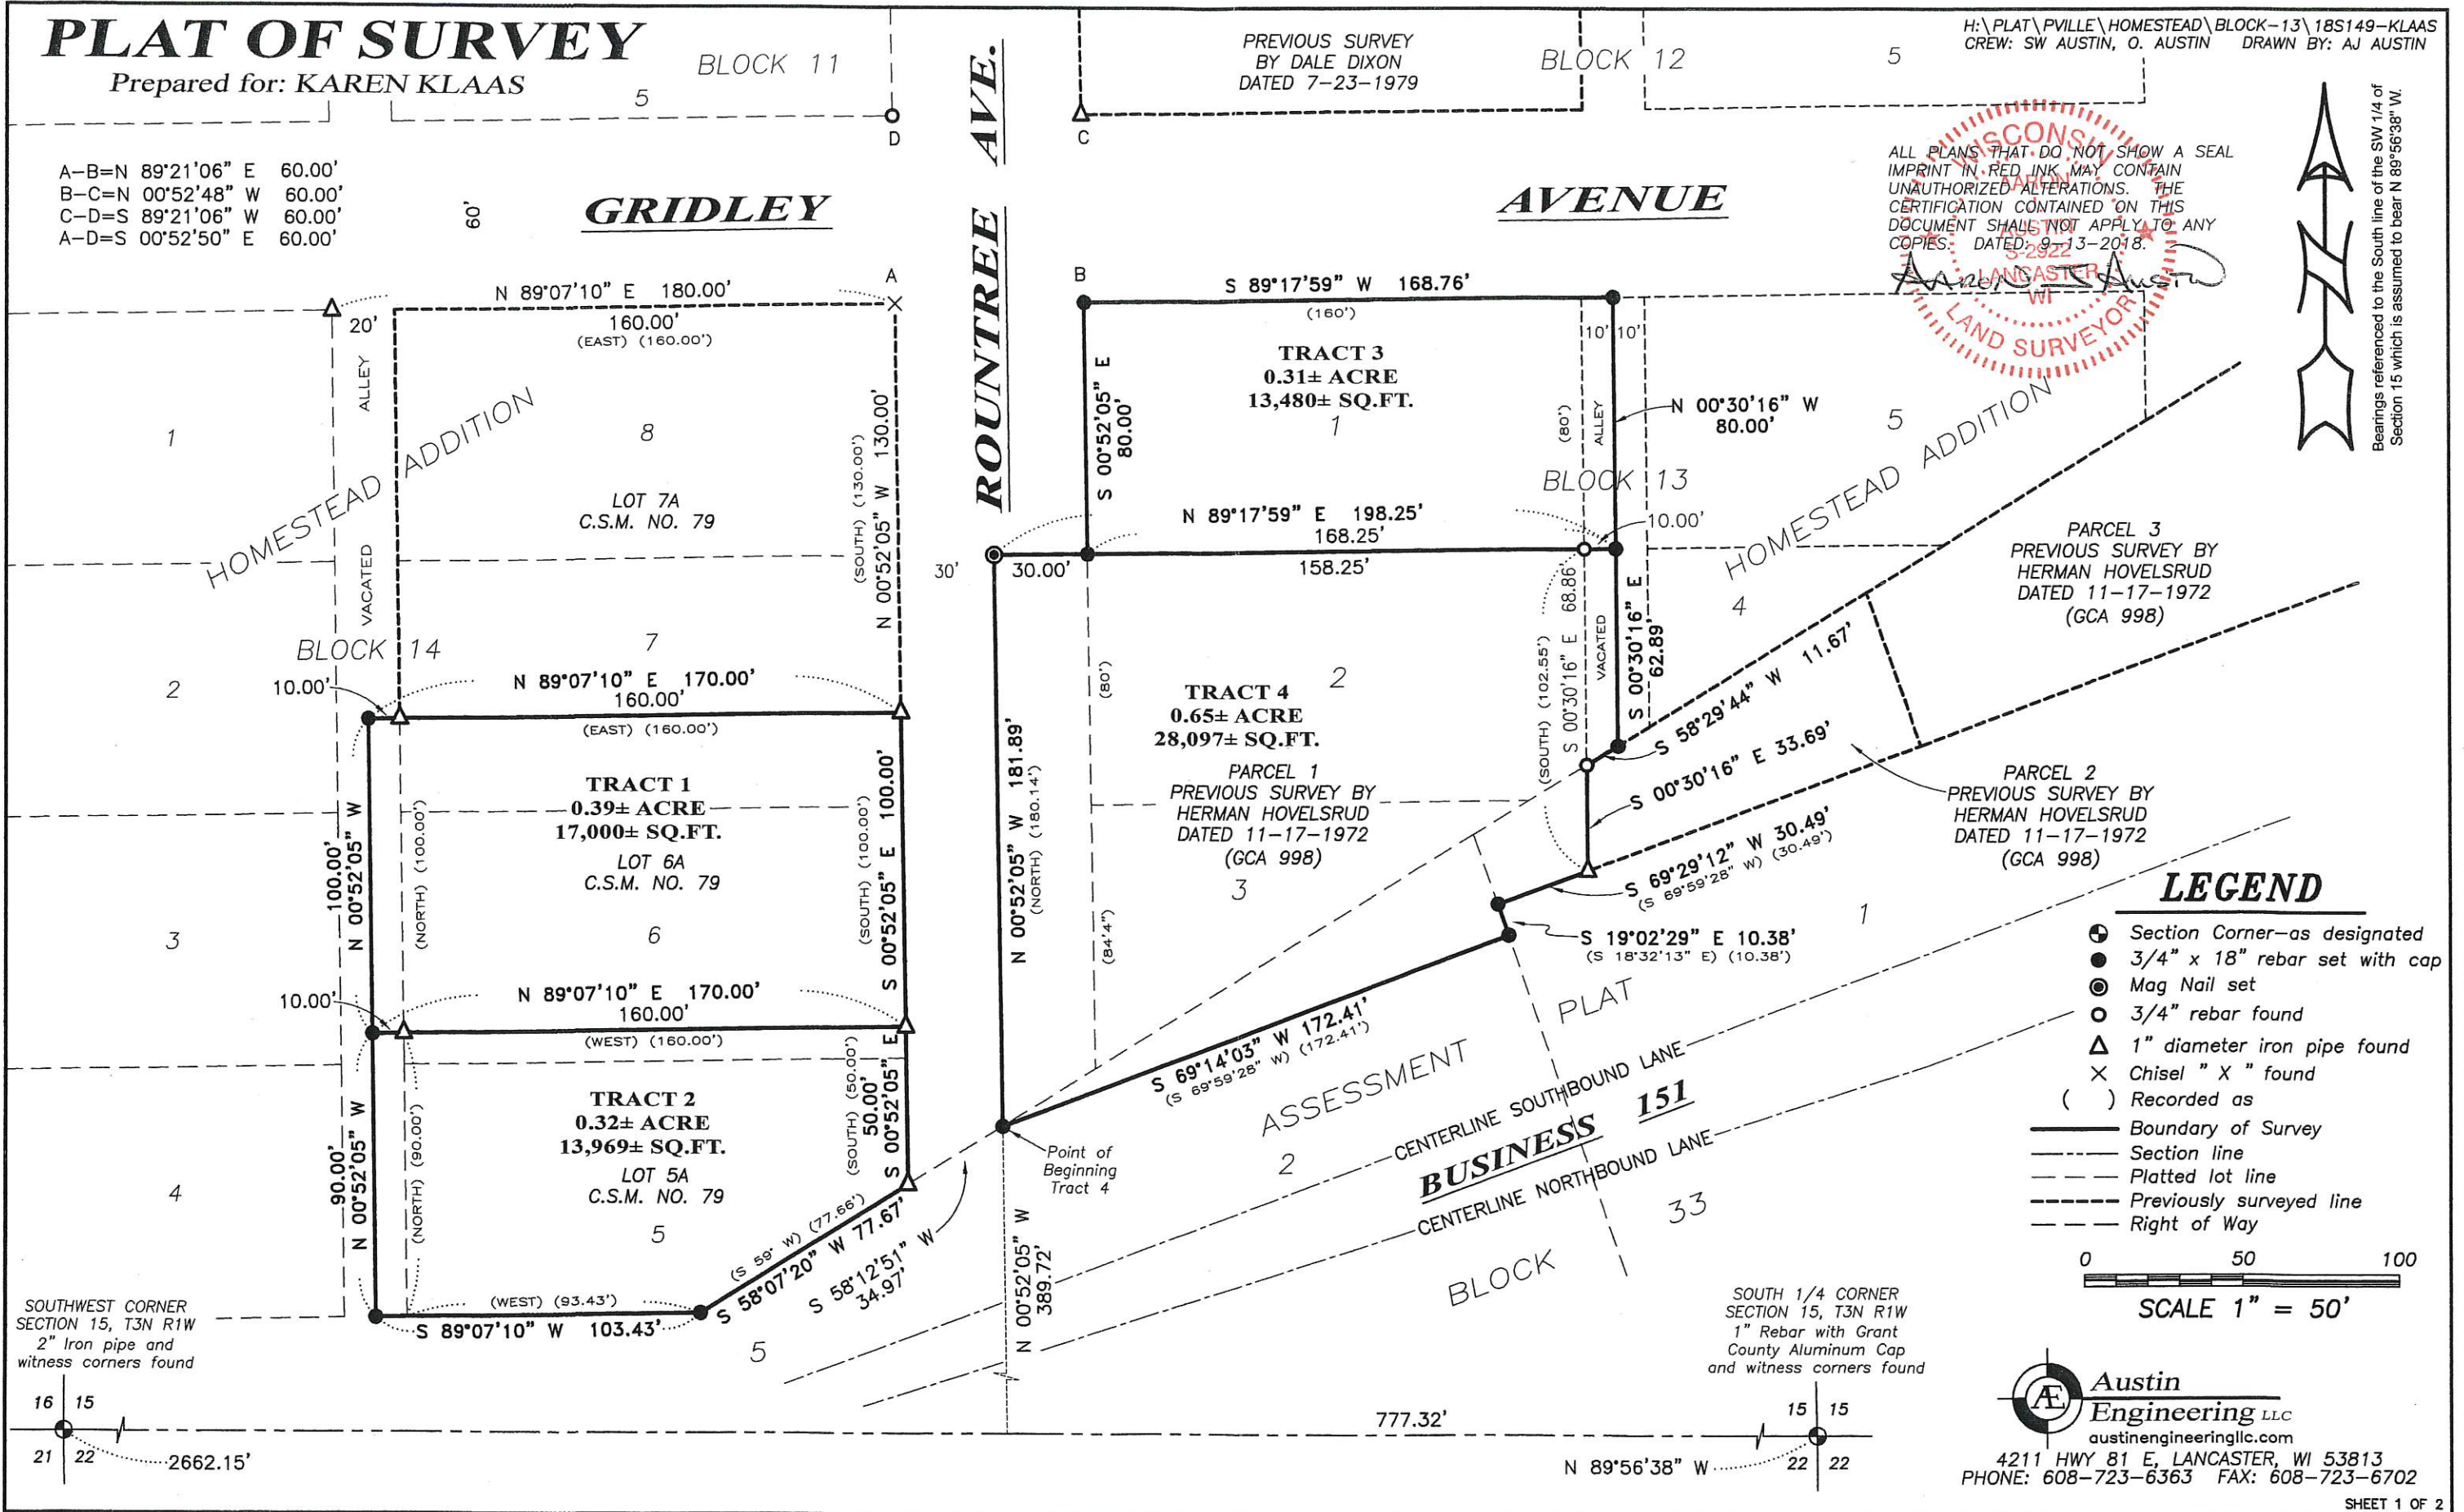 PLAT OF SURVEY
Prepared for: KAREN KLAAS
BLOCK 11
5
D
ROUNTREE AVE.
C
PREVIOUS SURVEY
BY DALE DIXON
DATED 7-23-1979
BLOCK 12
5
H:\PLAT\PVILLE\HOMESTEAD\BLOCK-13\18S149-KLAAS
CREW: SW AUSTIN, O. AUSTIN DRAWN BY: AJ AUSTIN
A-B=N 89°21'06" E 60.00'
B-C=N 00°52'48" W 60.00'
C-D=S 89°21'06" W 60.00'
A-D=S 00°52'50" E 60.00'
60'
GRIDLEY
AVENUE
ALL PLANS THAT DO NOT SHOW A SEAL
IMPRINT IN RED INK MAY CONTAIN
UNAUTHORIZED ALTERATIONS. THE
CERTIFICATION CONTAINED ON THIS
DOCUMENT SHALL NOT APPLY TO ANY
COPIES. DATED: 9-13-2018.
WISCONSIN
AARON
AUSTIN
S-2922
LANCASTER
WI
LAND SURVEYOR
Aaron J Austin
Bearings referenced to the South line of the SW 1/4 of
Section 15 which is assumed to bear N 89°56'38" W.
N 89°07'10" E 180.00'
A
20'
160.00'
(EAST) (160.00')
ALLEY
VACATED
HOMESTEAD ADDITION
1
8
LOT 7A
C.S.M. NO. 79
(SOUTH) (130.00')
N 00°52'05" W 130.00'
7
BLOCK 14
2
10.00'
N 89°07'10" E 170.00'
160.00'
(EAST) (160.00')
TRACT 1
0.39± ACRE
17,000± SQ.FT.
LOT 6A
C.S.M. NO. 79
6
3
100.00'
N 00°52'05" W
(NORTH) (100.00')
(SOUTH) (100.00')
S 00°52'05" E 100.00'
10.00'
N 89°07'10" E 170.00'
160.00'
(WEST) (160.00')
TRACT 2
0.32± ACRE
13,969± SQ.FT.
LOT 5A
C.S.M. NO. 79
5
4
90.00'
N 00°52'05" W
(NORTH) (90.00')
(SOUTH) (50.00')
50.00'
S 00°52'05" E
(S 59° W) (77.66')
S 58°07'20" W 77.67'
S 58°12'51" W
34.97'
(WEST) (93.43')
S 89°07'10" W 103.43'
5
B
S 89°17'59" W 168.76'
(160')
TRACT 3
0.31± ACRE
13,480± SQ.FT.
1
S 00°52'05" E
80.00'
10' 10'
(80')
ALLEY
N 00°30'16" W
80.00'
5
BLOCK 13
HOMESTEAD ADDITION
N 89°17'59" E 198.25'
168.25'
10.00'
30'
30.00'
158.25'
TRACT 4
0.65± ACRE
28,097± SQ.FT.
2
PARCEL 1
PREVIOUS SURVEY BY
HERMAN HOVELSRUD
DATED 11-17-1972
(GCA 998)
3
N 00°52'05" W 181.89'
(NORTH) (180.14')
(80')
(84'4")
(SOUTH) (102.55')
S 00°30'16" E 68.86'
VACATED
S 00°30'16" E
62.89'
4
PARCEL 3
PREVIOUS SURVEY BY
HERMAN HOVELSRUD
DATED 11-17-1972
(GCA 998)
S 58°29'44" W 11.67'
S 00°30'16" E 33.69'
PARCEL 2
PREVIOUS SURVEY BY
HERMAN HOVELSRUD
DATED 11-17-1972
(GCA 998)
S 69°29'12" W 30.49'
(S 69°59'28" W) (30.49')
1
S 19°02'29" E 10.38'
(S 18°32'13" E) (10.38')
S 69°14'03" W 172.41'
(S 69°59'28" W) (172.41')
Point of
Beginning
Tract 4
ASSESSMENT PLAT
2
CENTERLINE SOUTHBOUND LANE
BUSINESS 151
CENTERLINE NORTHBOUND LANE
BLOCK 33
N 00°52'05" W
389.72'
LEGEND
Section Corner-as designated
3/4" x 18" rebar set with cap
Mag Nail set
3/4" rebar found
1" diameter iron pipe found
Chisel " X " found
( ) Recorded as
Boundary of Survey
Section line
Platted lot line
Previously surveyed line
Right of Way
0 50 100
SCALE 1" = 50'
SOUTHWEST CORNER
SECTION 15, T3N R1W
2" Iron pipe and
witness corners found
16 15
21 22
2662.15'
777.32'
SOUTH 1/4 CORNER
SECTION 15, T3N R1W
1" Rebar with Grant
County Aluminum Cap
and witness corners found
15 15
22 22
N 89°56'38" W
AE
Austin
Engineering LLC
austinengineeringllc.com
4211 HWY 81 E, LANCASTER, WI 53813
PHONE: 608-723-6363 FAX: 608-723-6702
SHEET 1 OF 2